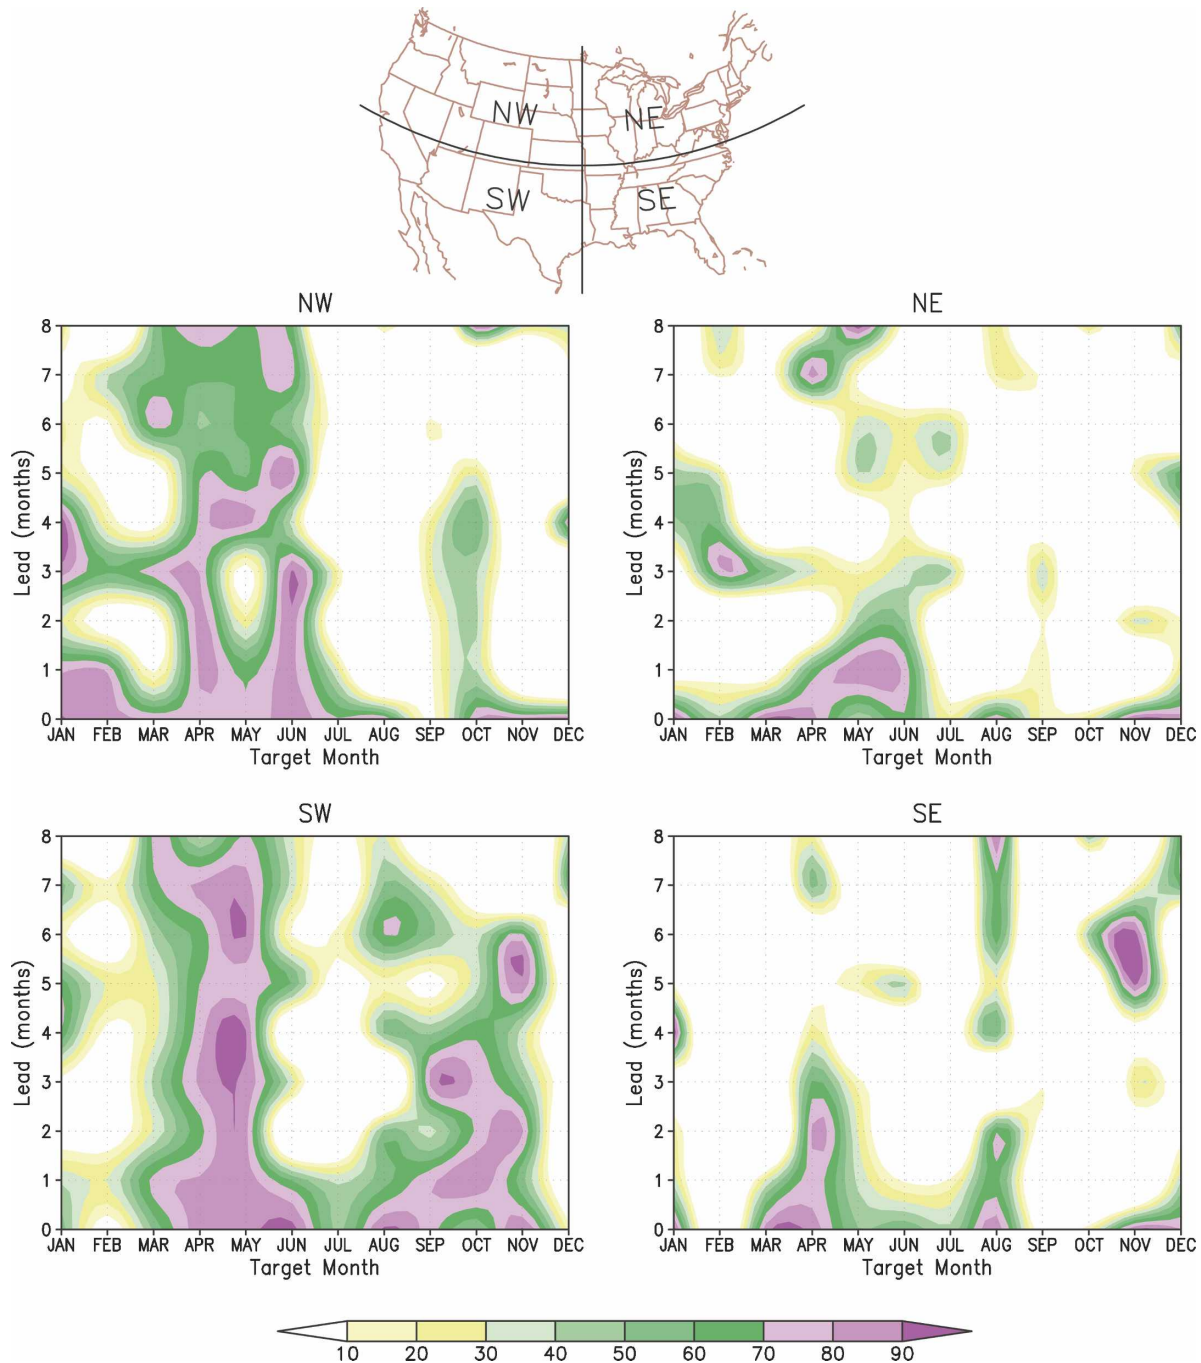 NW NE
SW SE
NW
8
7
6
5
4
3
2
1
0
Lead (months)
JAN FEB MAR APR MAY JUN JUL AUG SEP OCT NOV DEC
Target Month
NE
8
7
6
5
4
3
2
1
0
Lead (months)
JAN FEB MAR APR MAY JUN JUL AUG SEP OCT NOV DEC
Target Month
SW
8
7
6
5
4
3
2
1
0
Lead (months)
JAN FEB MAR APR MAY JUN JUL AUG SEP OCT NOV DEC
Target Month
SE
8
7
6
5
4
3
2
1
0
Lead (months)
JAN FEB MAR APR MAY JUN JUL AUG SEP OCT NOV DEC
Target Month
10 20 30 40 50 60 70 80 90